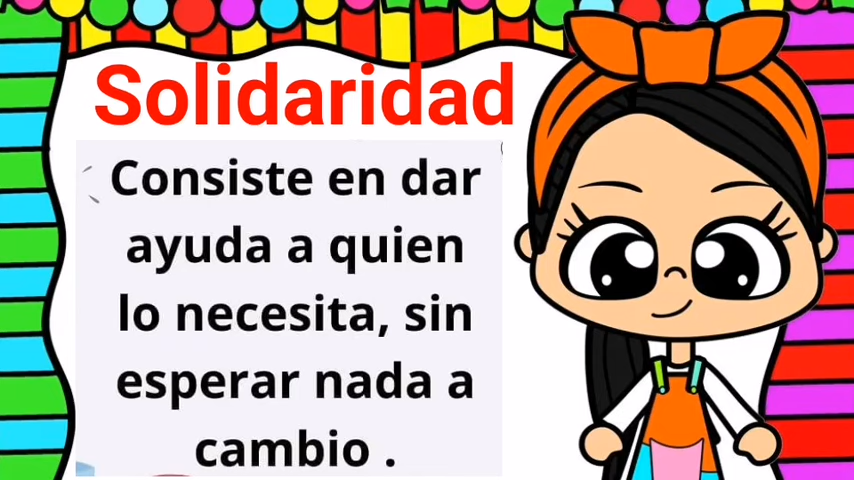 Solidaridad
Consiste en dar
ayuda a quien
lo necesita, sin
esperar nada a
cambio .